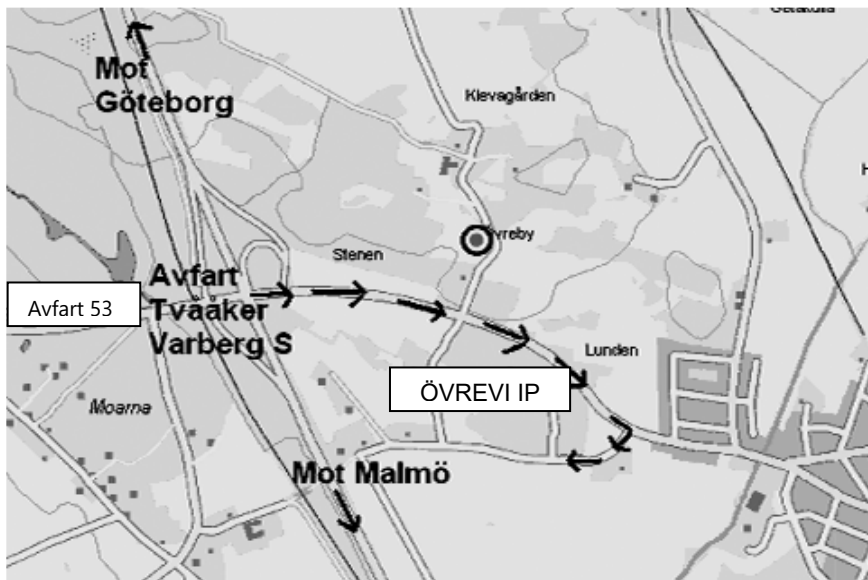 Mot
Göteborg
Klevagården
Stenen
Avfart
Tvååker
Varberg S
Avfart 53
Lunden
ÖVREVI IP
Moarna
Mot Malmö